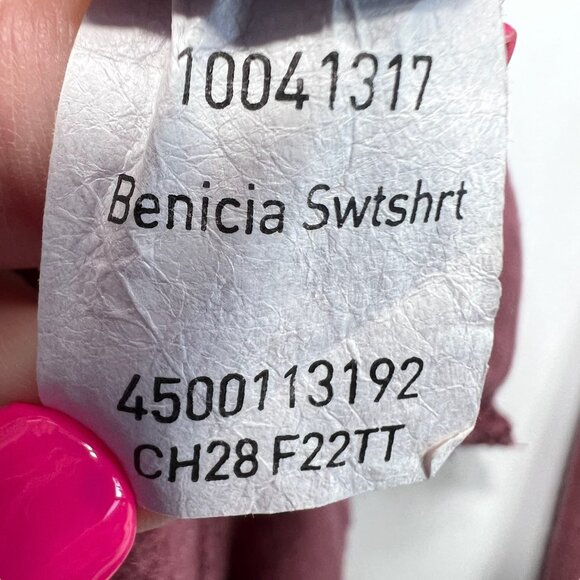 10041317
Benicia Swtshrt
4500113192
CH28 F22TT